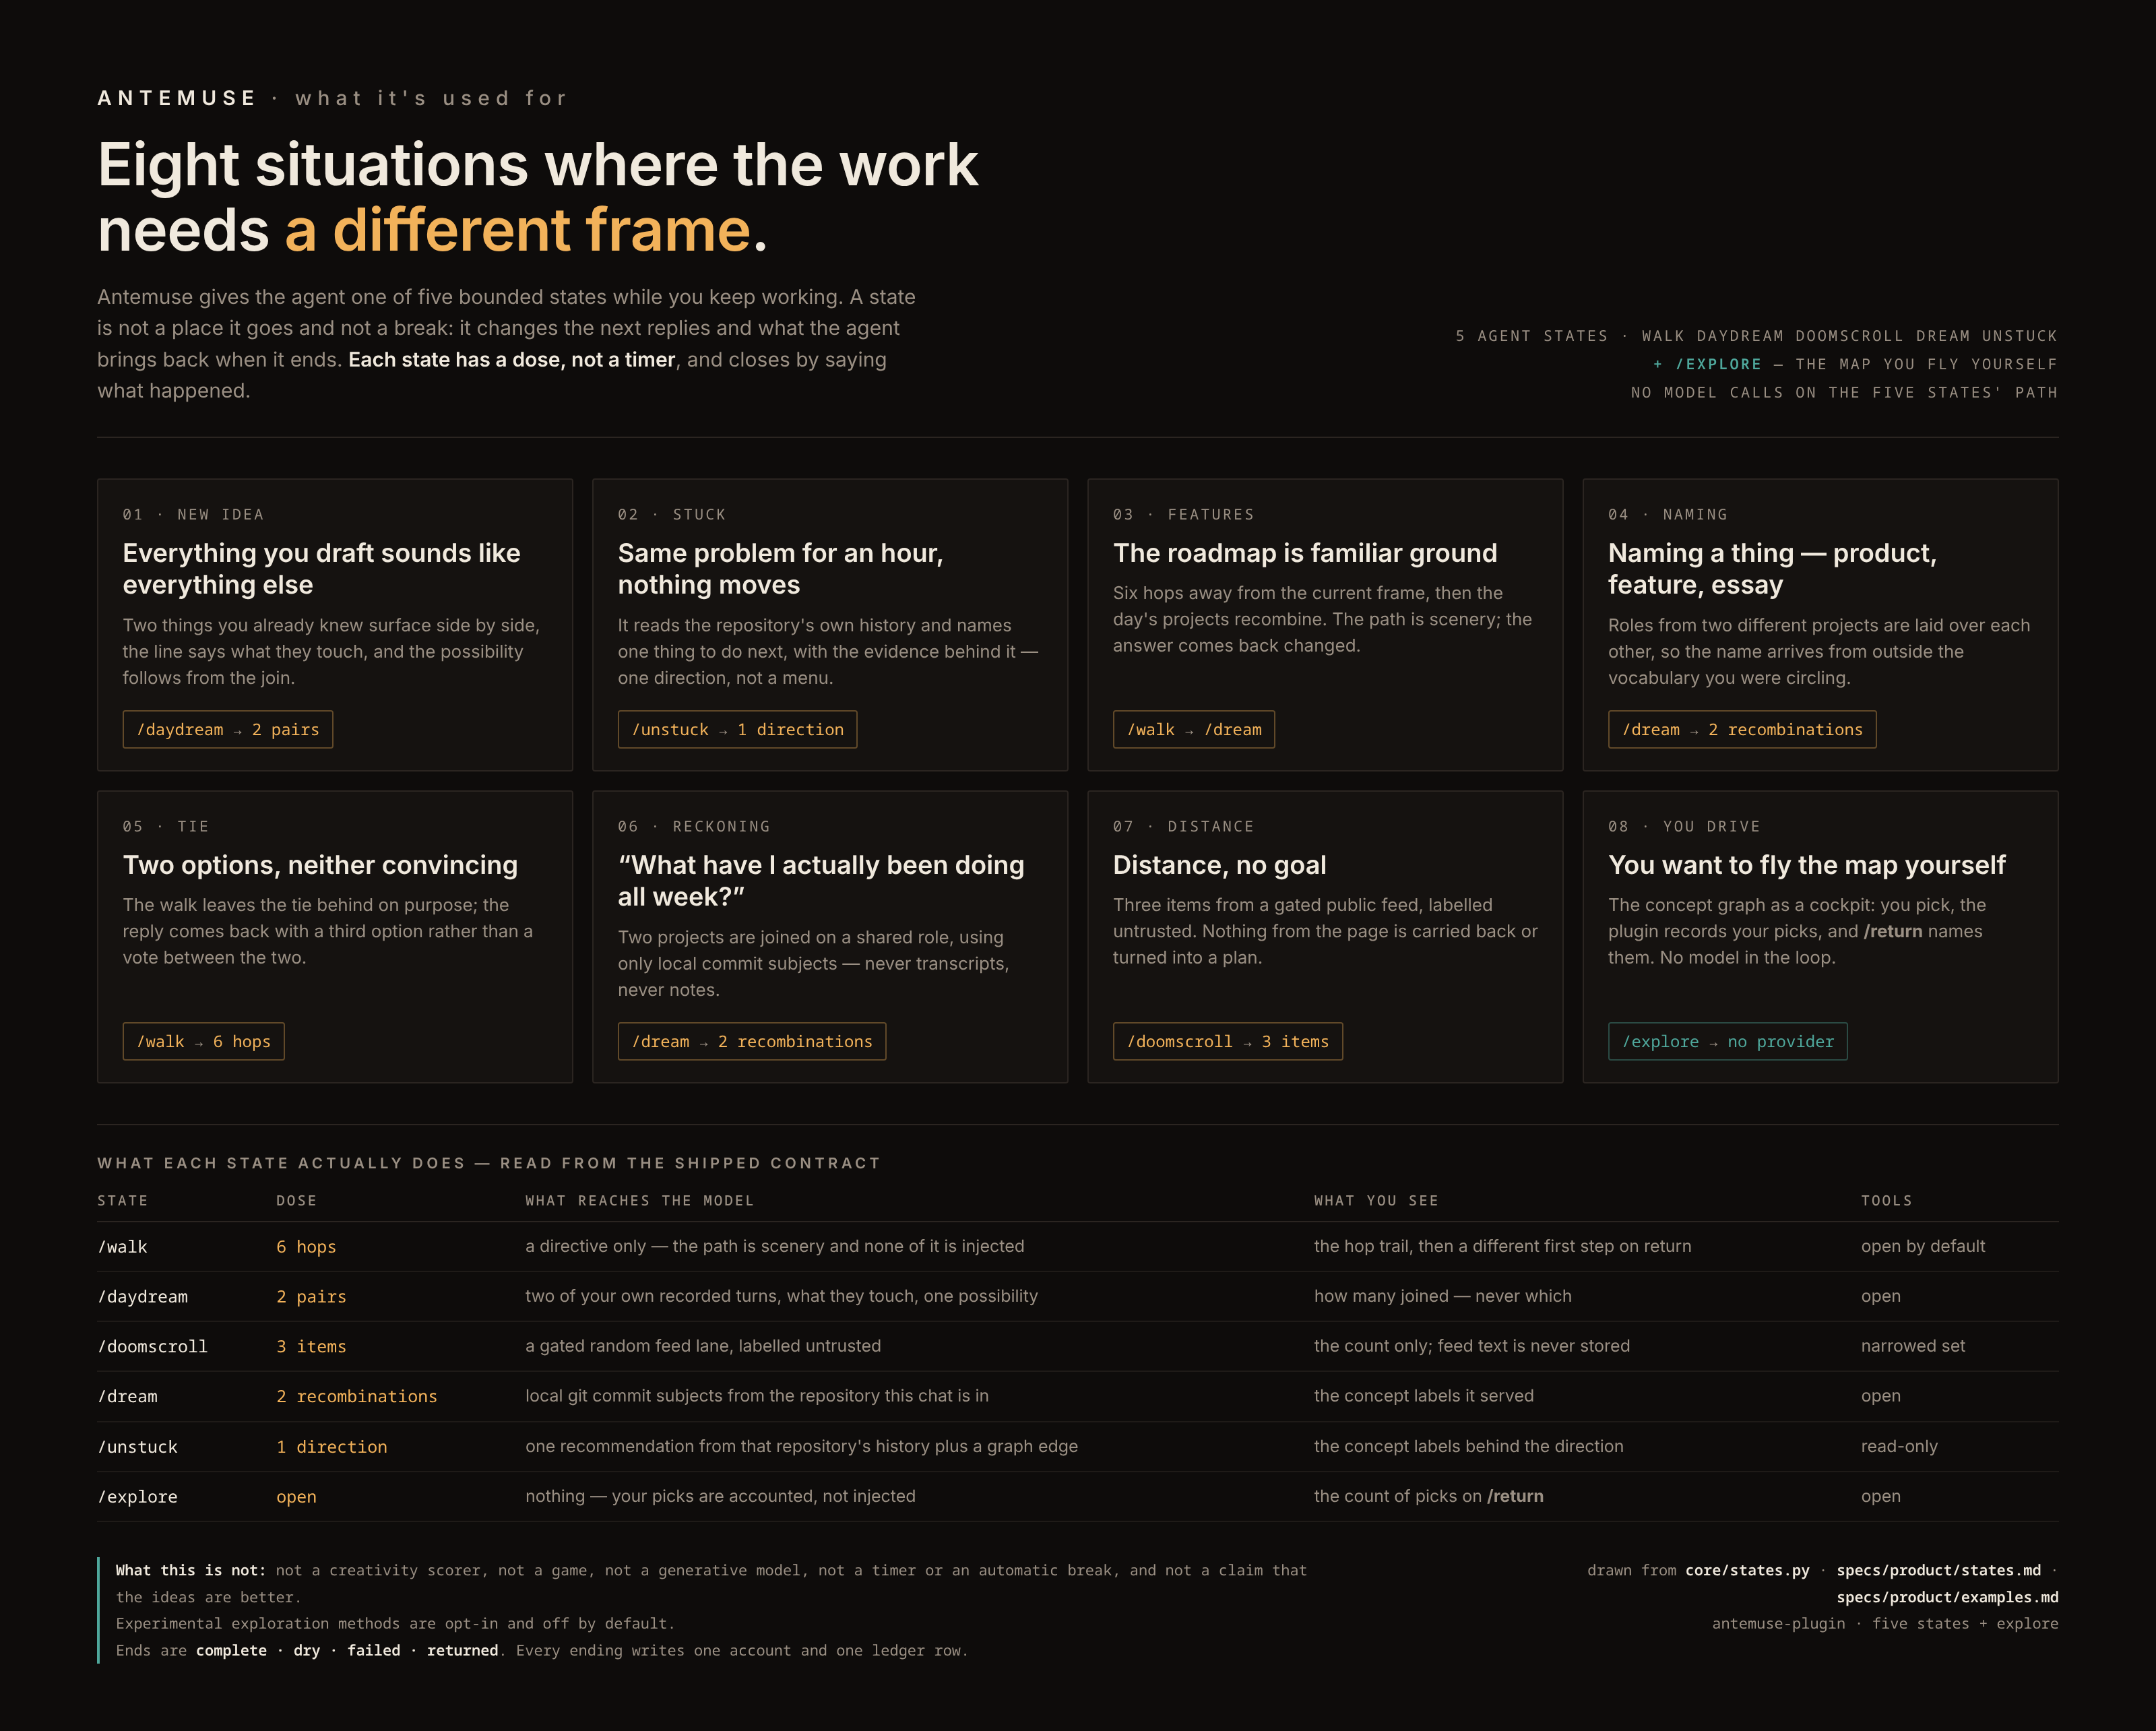 ANTEMUSE · what it's used for
Eight situations where the work
needs a different frame.
Antemuse gives the agent one of five bounded states while you keep working. A state
is not a place it goes and not a break: it changes the next replies and what the agent
brings back when it ends. Each state has a dose, not a timer, and closes by saying
what happened.
5 AGENT STATES · WALK DAYDREAM DOOMSCROLL DREAM UNSTUCK
+ /EXPLORE — THE MAP YOU FLY YOURSELF
NO MODEL CALLS ON THE FIVE STATES' PATH
01 · NEW IDEA
Everything you draft sounds like
everything else
Two things you already knew surface side by side,
the line says what they touch, and the possibility
follows from the join.
/daydream → 2 pairs
02 · STUCK
Same problem for an hour,
nothing moves
It reads the repository's own history and names
one thing to do next, with the evidence behind it —
one direction, not a menu.
/unstuck → 1 direction
03 · FEATURES
The roadmap is familiar ground
Six hops away from the current frame, then the
day's projects recombine. The path is scenery; the
answer comes back changed.
/walk → /dream
04 · NAMING
Naming a thing — product,
feature, essay
Roles from two different projects are laid over each
other, so the name arrives from outside the
vocabulary you were circling.
/dream → 2 recombinations
05 · TIE
Two options, neither convincing
The walk leaves the tie behind on purpose; the
reply comes back with a third option rather than a
vote between the two.
/walk → 6 hops
06 · RECKONING
“What have I actually been doing
all week?”
Two projects are joined on a shared role, using
only local commit subjects — never transcripts,
never notes.
/dream → 2 recombinations
07 · DISTANCE
Distance, no goal
Three items from a gated public feed, labelled
untrusted. Nothing from the page is carried back or
turned into a plan.
/doomscroll → 3 items
08 · YOU DRIVE
You want to fly the map yourself
The concept graph as a cockpit: you pick, the
plugin records your picks, and /return names
them. No model in the loop.
/explore → no provider
WHAT EACH STATE ACTUALLY DOES — READ FROM THE SHIPPED CONTRACT
STATE DOSE WHAT REACHES THE MODEL WHAT YOU SEE TOOLS
/walk 6 hops a directive only — the path is scenery and none of it is injected the hop trail, then a different first step on return open by default
/daydream 2 pairs two of your own recorded turns, what they touch, one possibility how many joined — never which open
/doomscroll 3 items a gated random feed lane, labelled untrusted the count only; feed text is never stored narrowed set
/dream 2 recombinations local git commit subjects from the repository this chat is in the concept labels it served open
/unstuck 1 direction one recommendation from that repository's history plus a graph edge the concept labels behind the direction read-only
/explore open nothing — your picks are accounted, not injected the count of picks on /return open
What this is not: not a creativity scorer, not a game, not a generative model, not a timer or an automatic break, and not a claim that
the ideas are better.
Experimental exploration methods are opt-in and off by default.
Ends are complete · dry · failed · returned. Every ending writes one account and one ledger row.
drawn from core/states.py · specs/product/states.md ·
specs/product/examples.md
antemuse-plugin · five states + explore